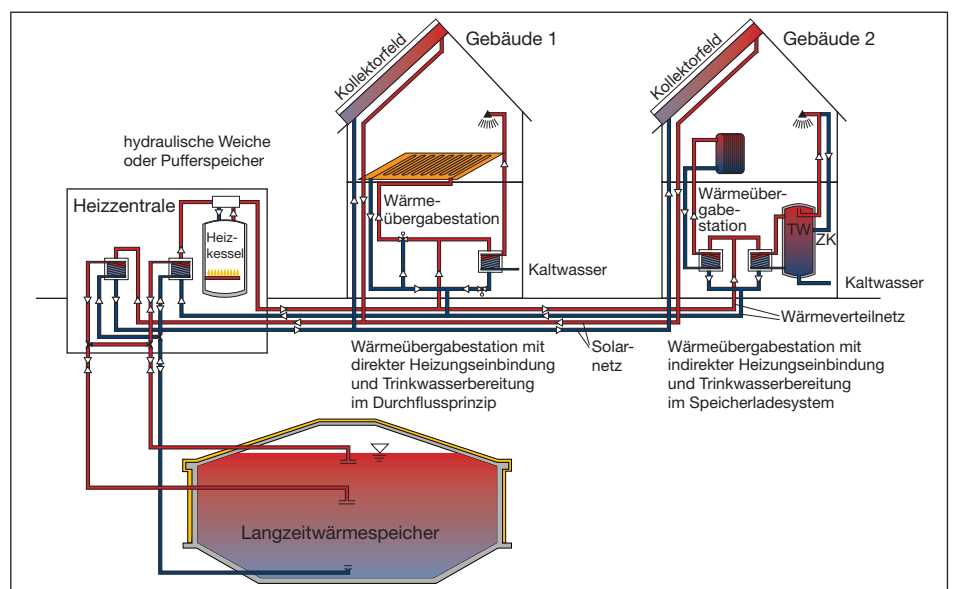 Kollektorfeld
Gebäude 1
Kollektorfeld
Gebäude 2
hydraulische Weiche
oder Pufferspeicher
Heizzentrale
Heiz-
kessel
Wärme-
übergabestation
Kaltwasser
Wärmeüber-
gabe-
station
TW
ZK
Kaltwasser
Wärmeverteilnetz
Solar-
netz
Wärmeübergabestation mit
direkter Heizungseinbindung
und Trinkwasserbereitung
im Durchflussprinzip
Wärmeübergabestation mit
indirekter Heizungseinbindung
und Trinkwasserbereitung
im Speicherladesystem
Langzeitwärmespeicher